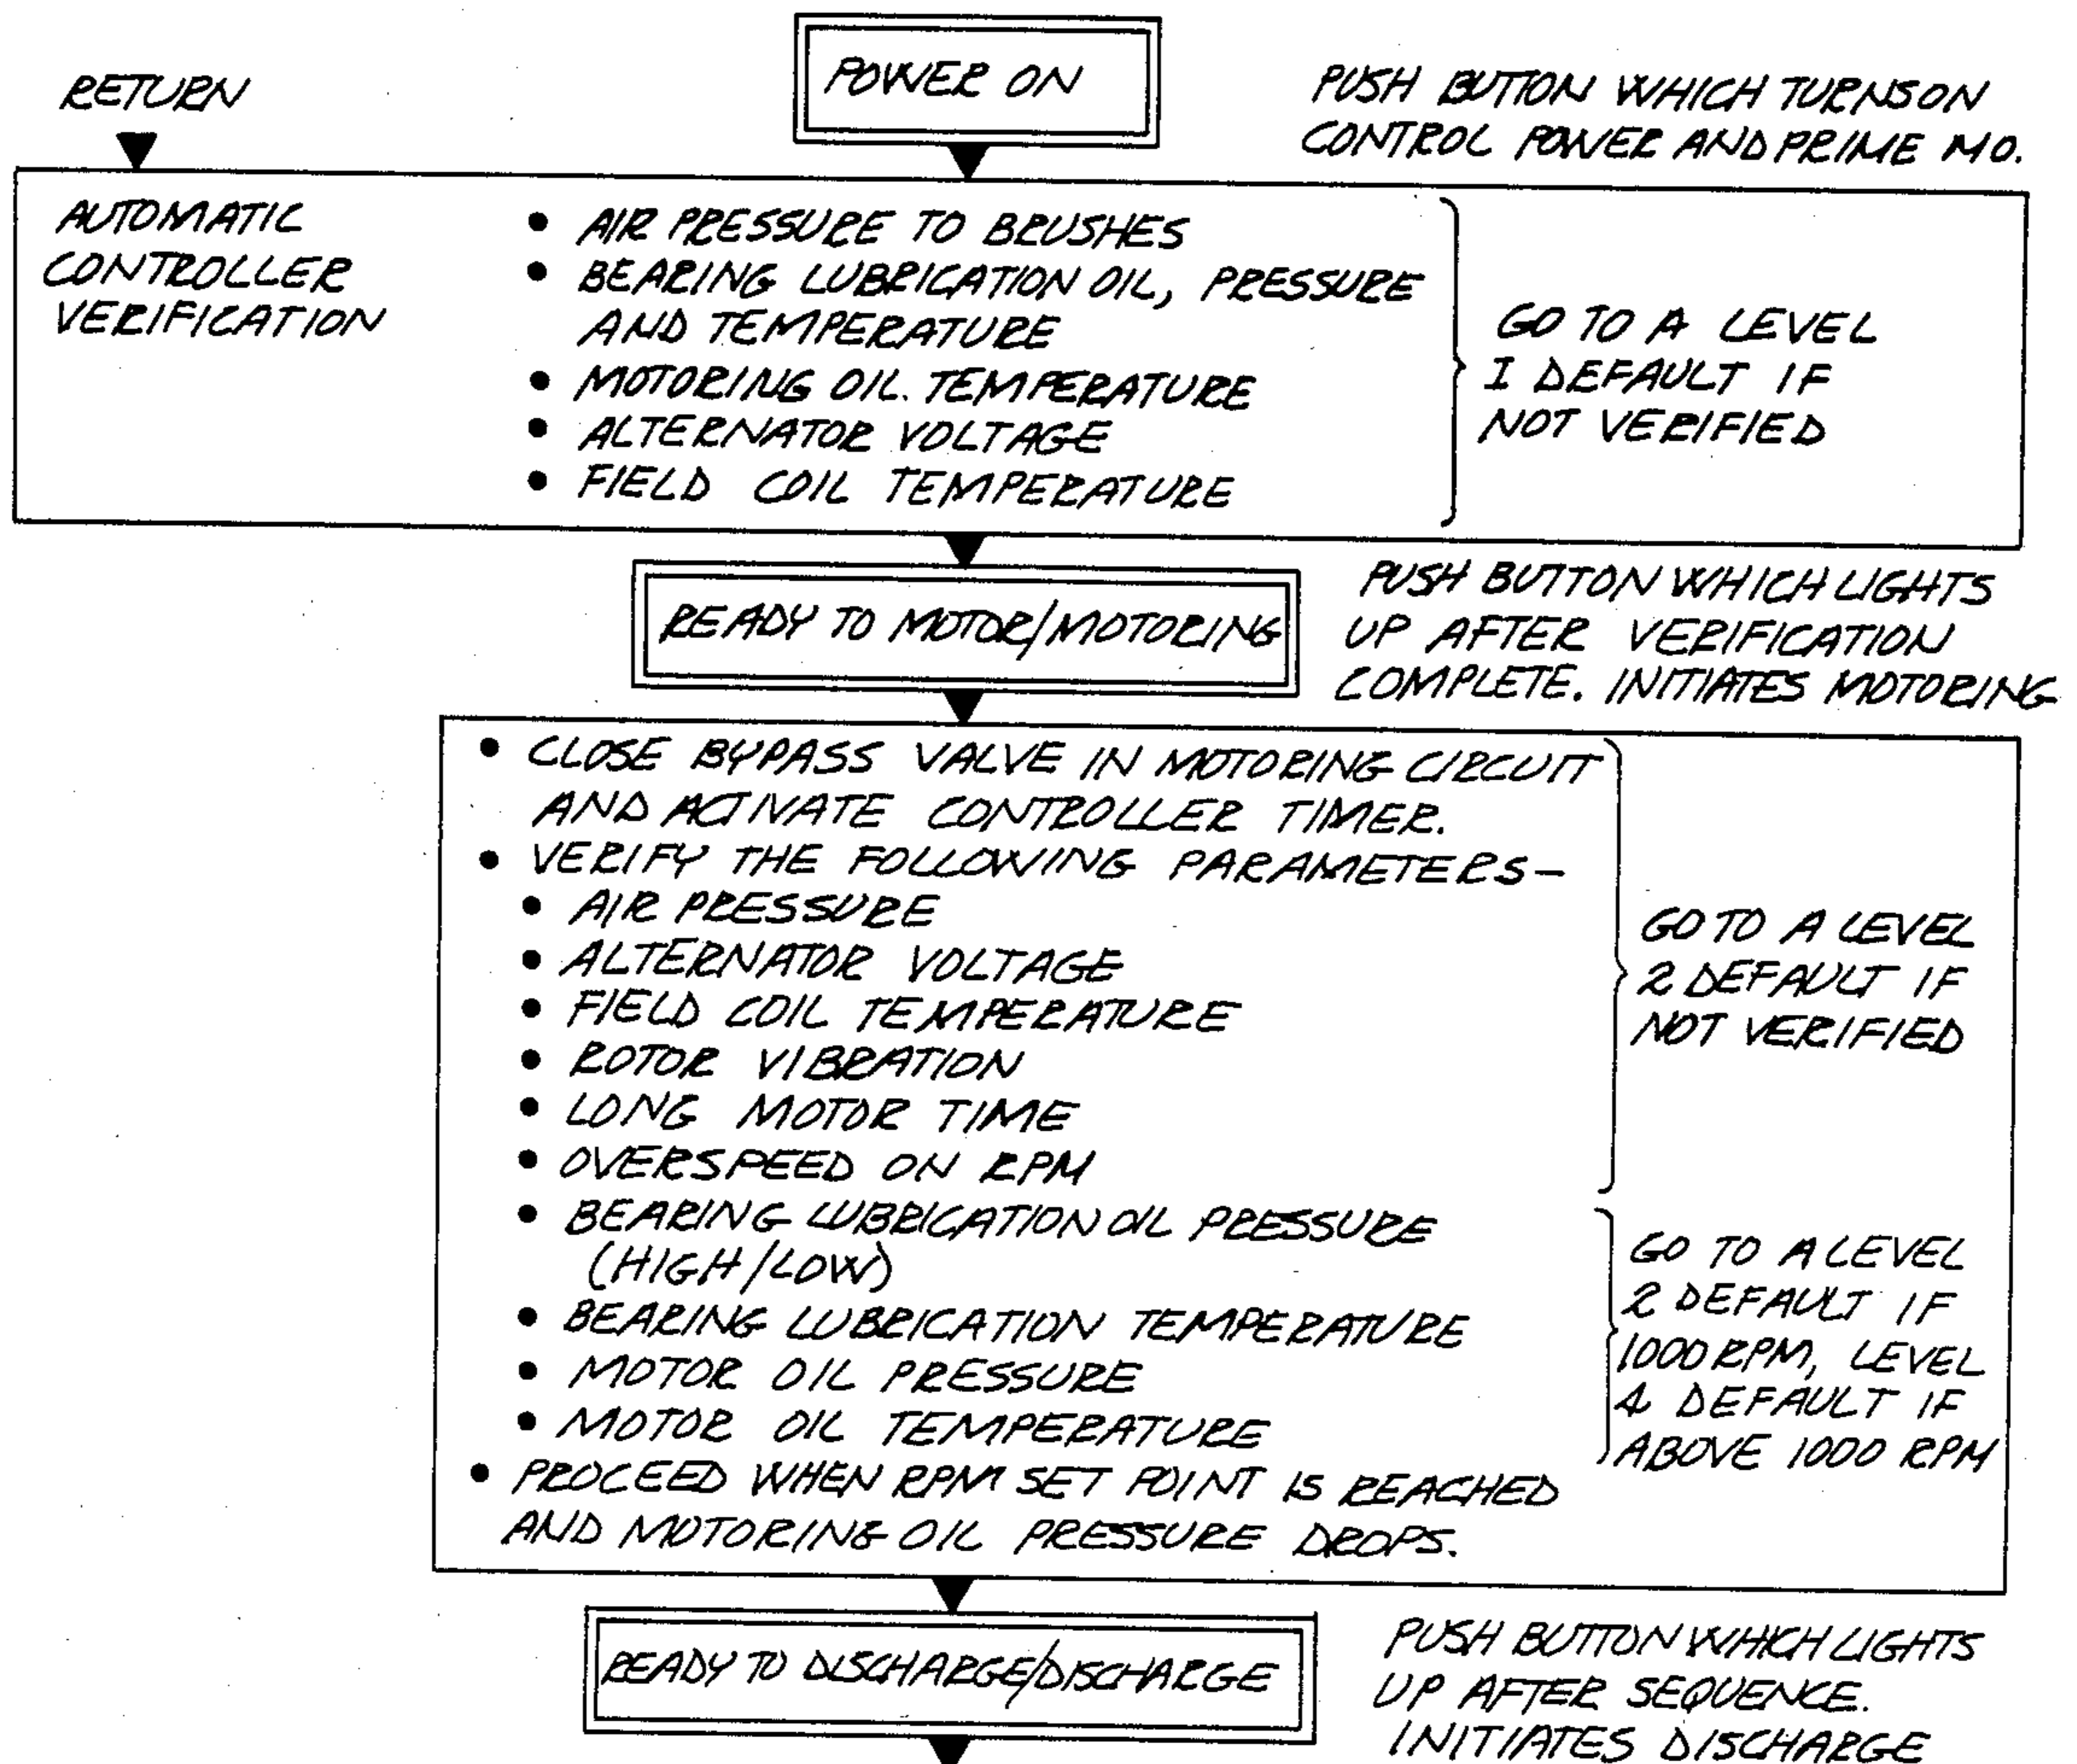 RETURN
POWER ON
PUSH BUTTON WHICH TURNS ON
CONTROL POWER AND PRIME MO.
AUTOMATIC
CONTROLLER
VERIFICATION
• AIR PRESSURE TO BRUSHES
• BEARING LUBRICATION OIL, PRESSURE
AND TEMPERATURE
• MOTORING OIL. TEMPERATURE
• ALTERNATOR VOLTAGE
• FIELD COIL TEMPERATURE
GO TO A LEVEL
I DEFAULT IF
NOT VERIFIED
READY TO MOTOR/MOTORING
PUSH BUTTON WHICH LIGHTS
UP AFTER VERIFICATION
COMPLETE. INITIATES MOTORING
• CLOSE BYPASS VALVE IN MOTORING CIRCUIT
AND ACTIVATE CONTROLLER TIMER.
• VERIFY THE FOLLOWING PARAMETERS-
• AIR PRESSURE
• ALTERNATOR VOLTAGE
• FIELD COIL TEMPERATURE
• ROTOR VIBRATION
• LONG MOTOR TIME
• OVERSPEED ON RPM
GO TO A LEVEL
2 DEFAULT IF
NOT VERIFIED
• BEARING LUBRICATION OIL PRESSURE
(HIGH/LOW)
• BEARING LUBRICATION TEMPERATURE
• MOTOR OIL PRESSURE
• MOTOR OIL TEMPERATURE
GO TO A LEVEL
2 DEFAULT IF
1000 RPM, LEVEL
4 DEFAULT IF
ABOVE 1000 RPM
• PROCEED WHEN RPM SET POINT IS REACHED
AND MOTORING OIL PRESSURE DROPS.
READY TO DISCHARGE/DISCHARGE
PUSH BUTTON WHICH LIGHTS
UP AFTER SEQUENCE.
INITIATES DISCHARGE